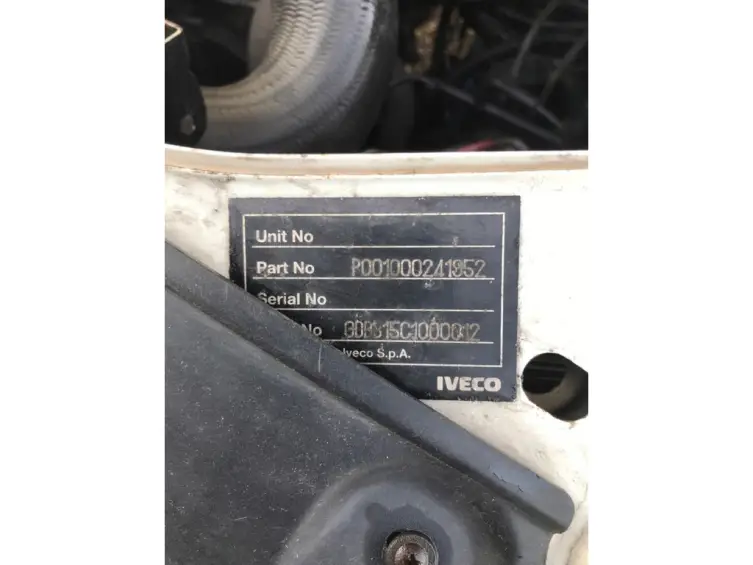 Unit No
Part No P001000241952
Serial No
No
Iveco S.p.A.
IVECO